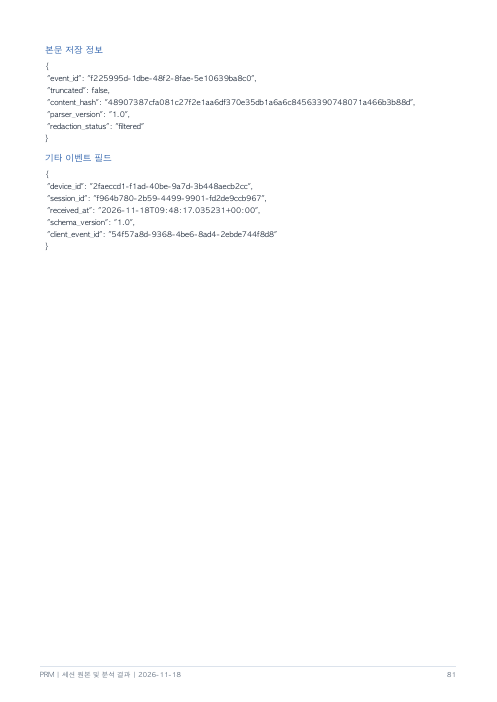 본문 저장 정보
{
"event_id": "f225995d-1dbe-48f2-8fae-5e10639ba8c0",
"truncated": false,
"content_hash": "48907387cfa081c27f2e1aa6df370e35db1a6a6c84563390748071a466b3b88d",
"parser_version": "1.0",
"redaction_status": "filtered"
}
기타 이벤트 필드
{
"device_id": "2faeccd1-f1ad-40be-9a7d-3b448aecb2cc",
"session_id": "f964b780-2b59-4499-9901-fd2de9ccb967",
"received_at": "2026-11-18T09:48:17.035231+00:00",
"schema_version": "1.0",
"client_event_id": "54f57a8d-9368-4be6-8ad4-2ebde744f8d8"
}
PRM | 세션 원본 및 분석 결과 | 2026-11-18
81